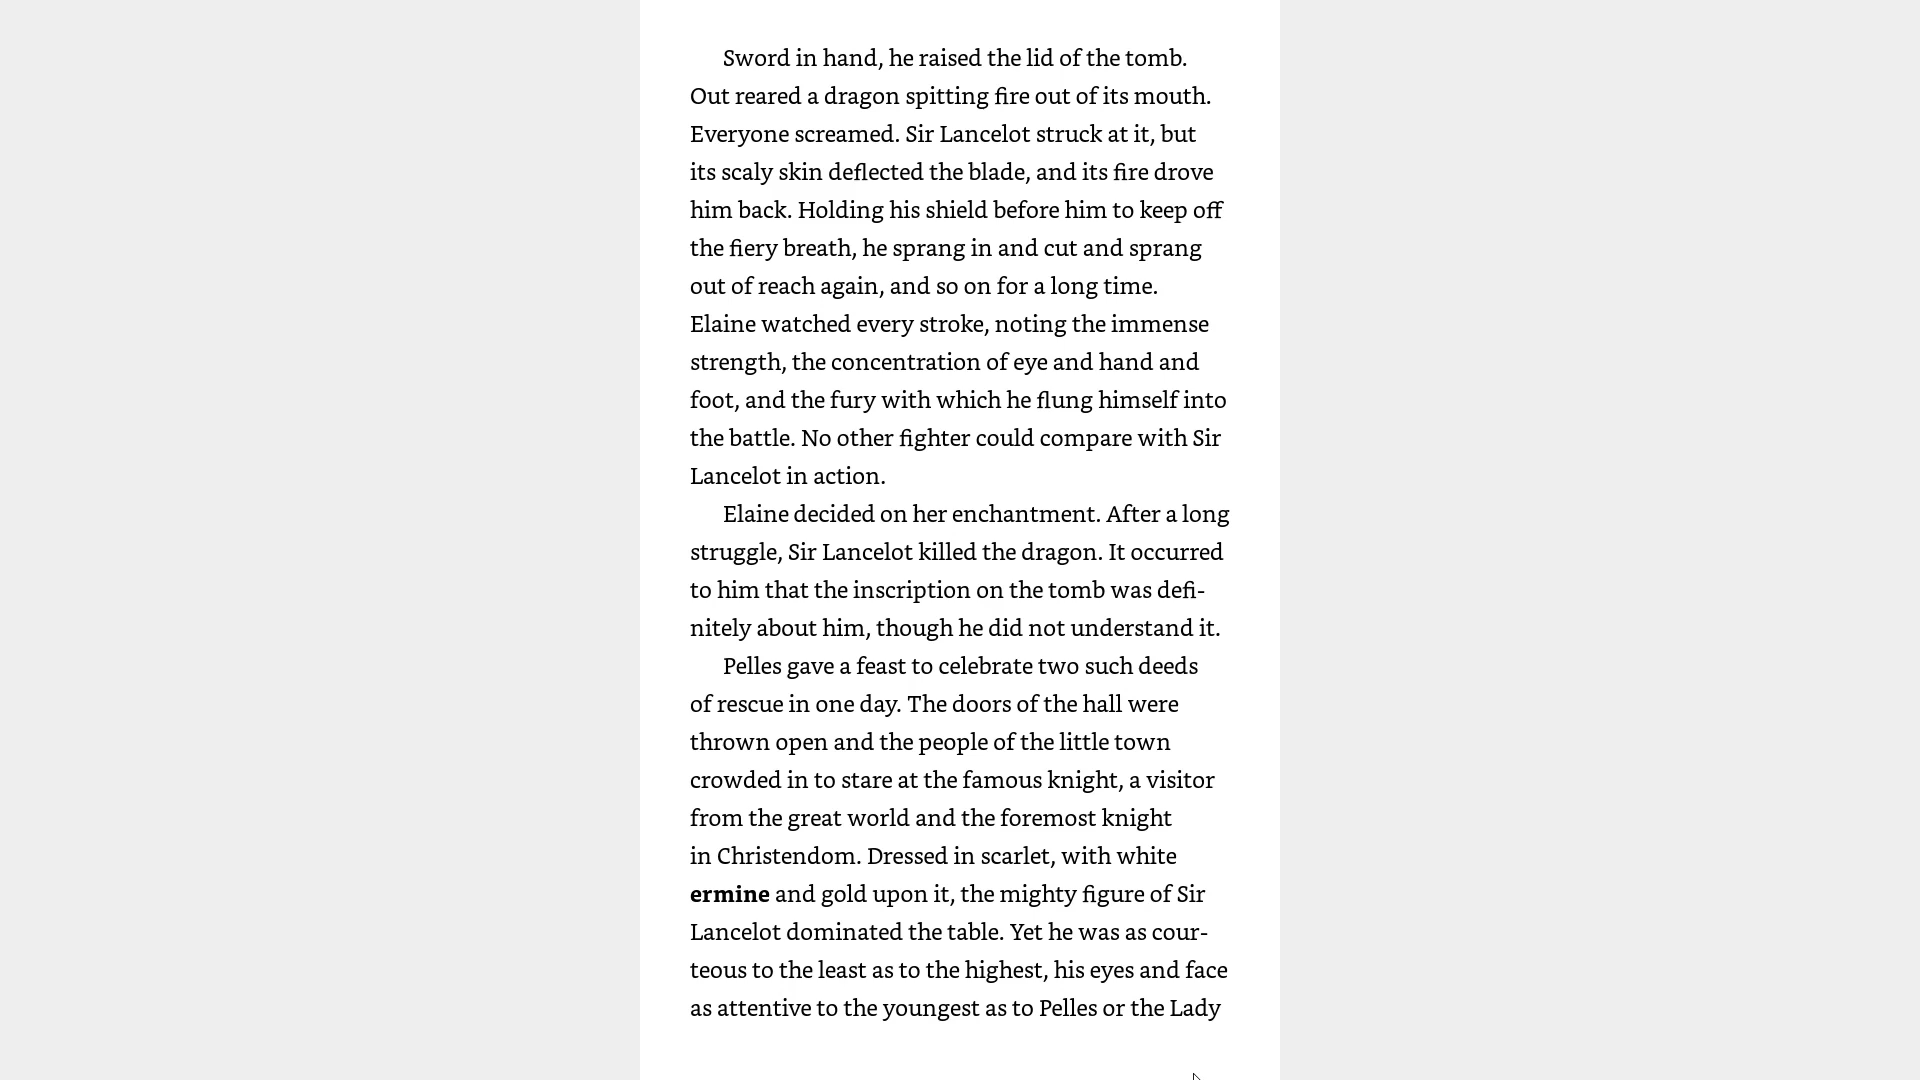 Sword in hand, he raised the lid of the tomb.
Out reared a dragon spitting fire out of its mouth.
Everyone screamed. Sir Lancelot struck at it, but
its scaly skin deflected the blade, and its fire drove
him back. Holding his shield before him to keep off
the fiery breath, he sprang in and cut and sprang
out of reach again, and so on for a long time.
Elaine watched every stroke, noting the immense
strength, the concentration of eye and hand and
foot, and the fury with which he flung himself into
the battle. No other fighter could compare with Sir
Lancelot in action.
Elaine decided on her enchantment. After a long
struggle, Sir Lancelot killed the dragon. It occurred
to him that the inscription on the tomb was defi-
nitely about him, though he did not understand it.
Pelles gave a feast to celebrate two such deeds
of rescue in one day. The doors of the hall were
thrown open and the people of the little town
crowded in to stare at the famous knight, a visitor
from the great world and the foremost knight
in Christendom. Dressed in scarlet, with white
ermine and gold upon it, the mighty figure of Sir
Lancelot dominated the table. Yet he was as cour-
teous to the least as to the highest, his eyes and face
as attentive to the youngest as to Pelles or the Lady